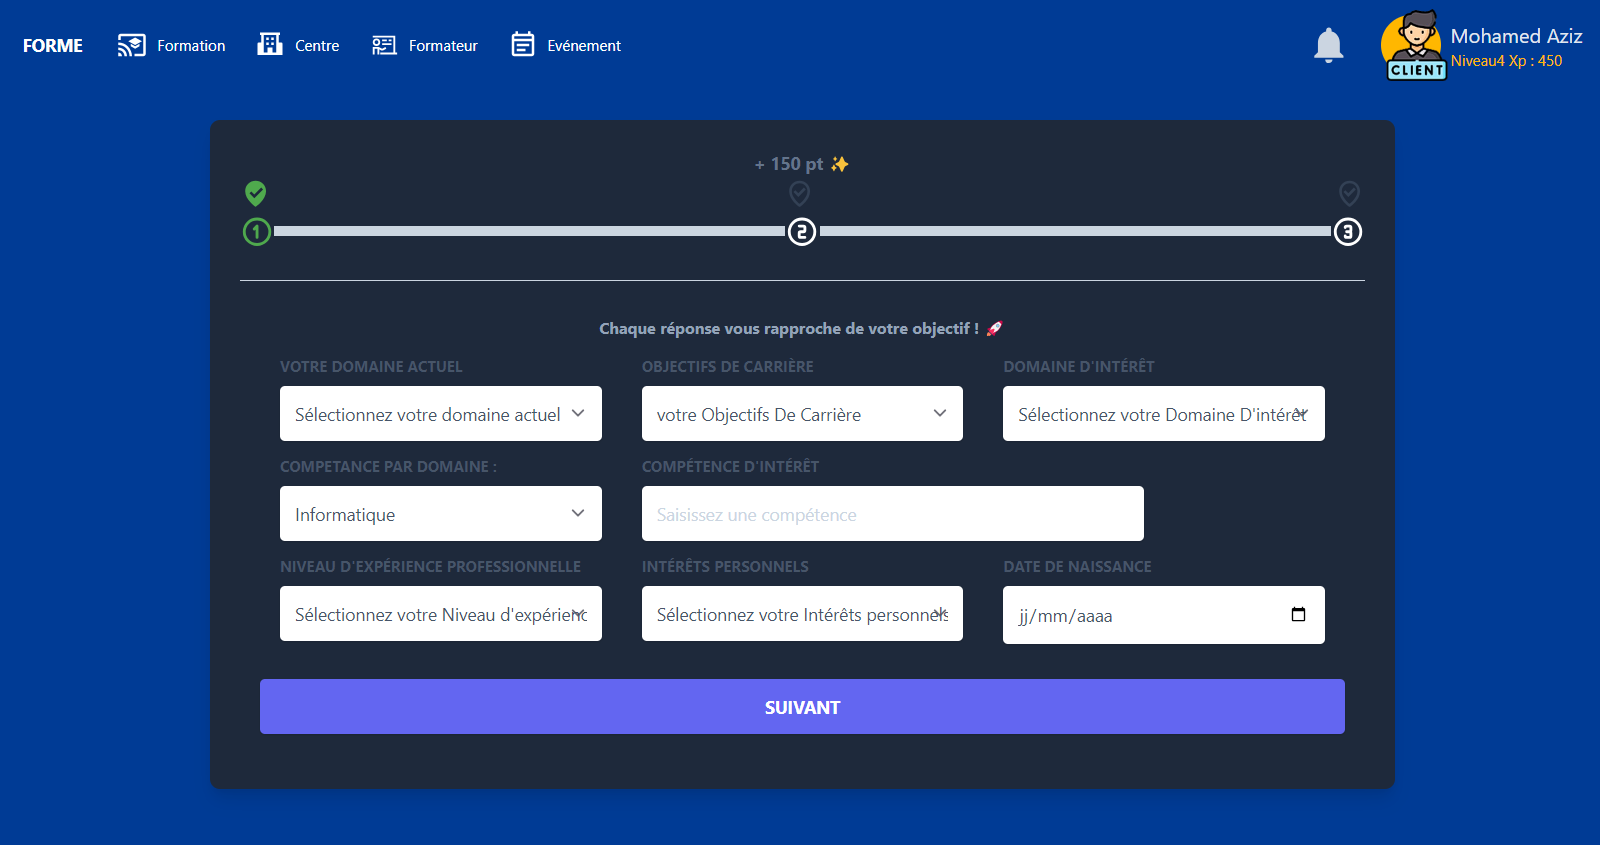 FORME Formation Centre Formateur Evénement
Mohamed Aziz
Niveau4 Xp : 450
CLIENT
+ 150 pt ✨
1 2 3
Chaque réponse vous rapproche de votre objectif ! 🚀
VOTRE DOMAINE ACTUEL OBJECTIFS DE CARRIÈRE DOMAINE D'INTÉRÊT
Sélectionnez votre domaine actuel votre Objectifs De Carrière Sélectionnez votre Domaine D'intérêt
COMPETANCE PAR DOMAINE : COMPÉTENCE D'INTÉRÊT
Informatique Saisissez une compétence
NIVEAU D'EXPÉRIENCE PROFESSIONNELLE INTÉRÊTS PERSONNELS DATE DE NAISSANCE
Sélectionnez votre Niveau d'expérienc Sélectionnez votre Intérêts personnels jj/mm/aaaa
SUIVANT